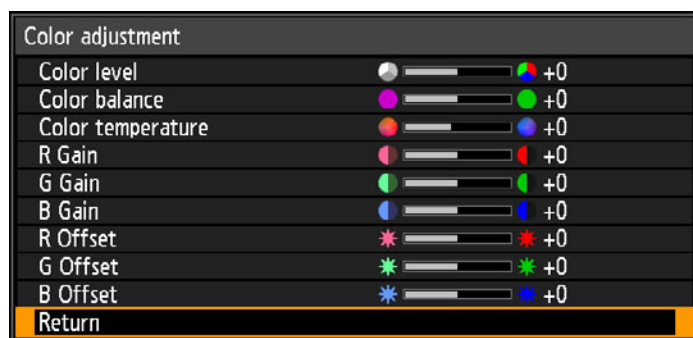 Color adjustment
Color level +0
Color balance +0
Color temperature +0
R Gain +0
G Gain +0
B Gain +0
R Offset +0
G Offset +0
B Offset +0
Return